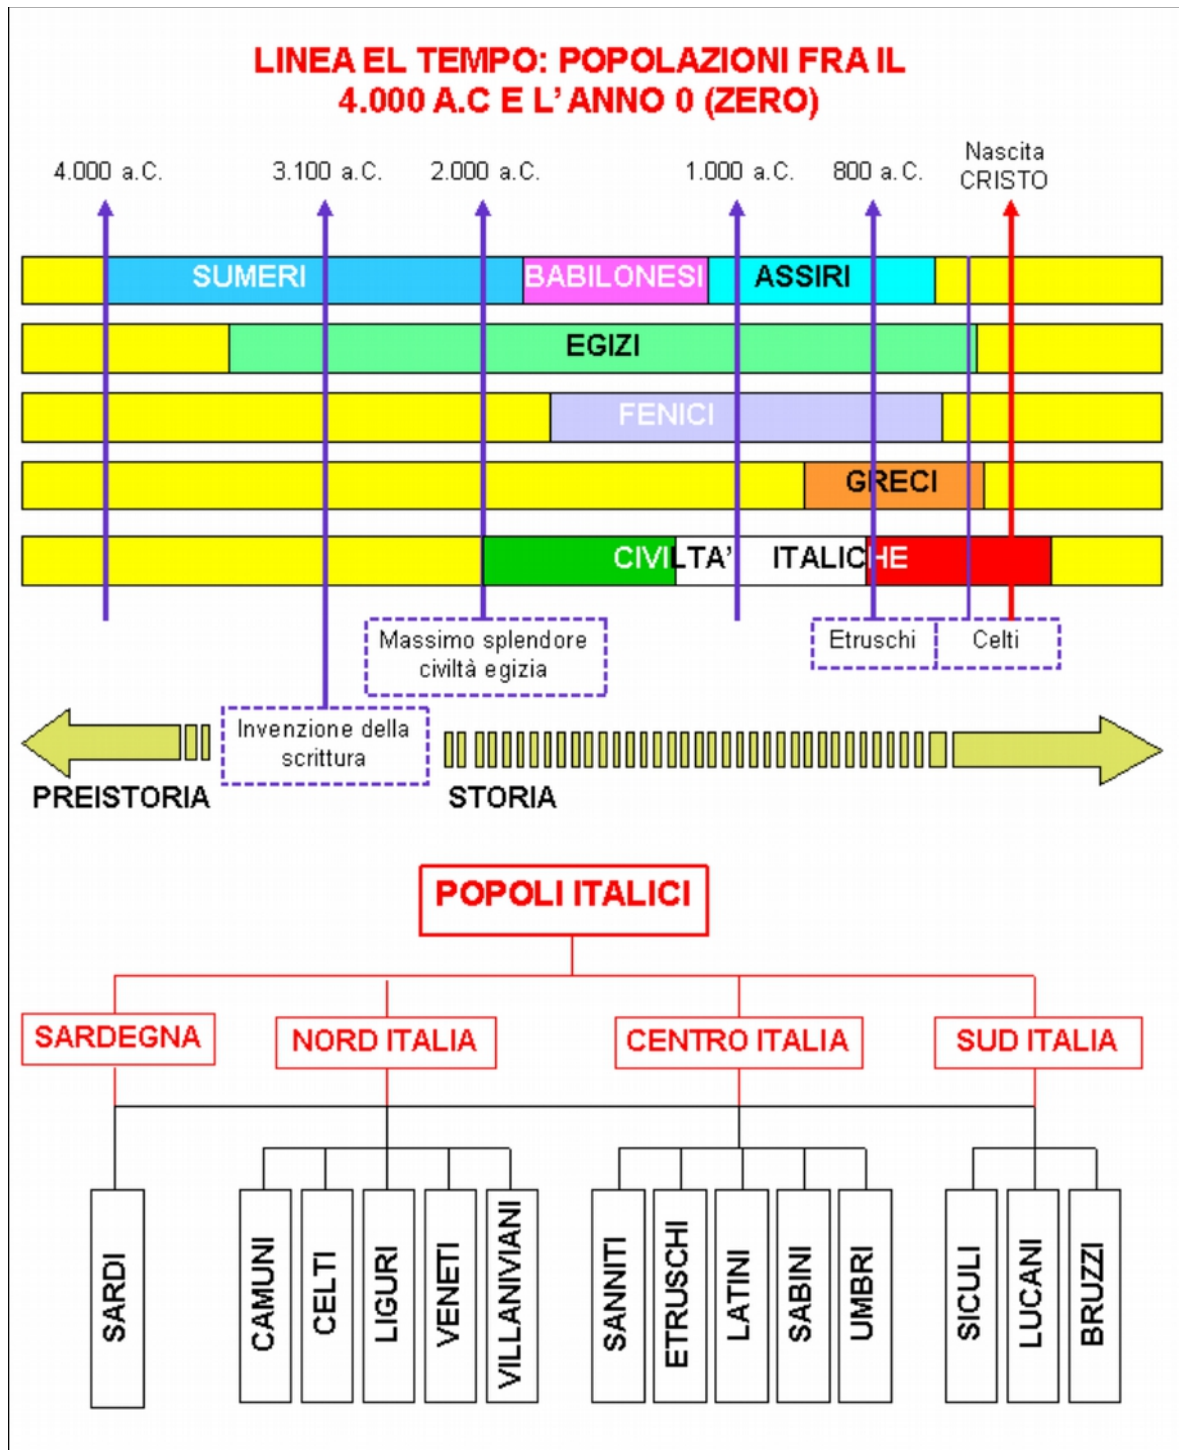 LINEA EL TEMPO: POPOLAZIONI FRA IL
4.000 A.C E L' ANNO 0 (ZERO)
4.000 a.C.
3.100 a.C.
2.000 a.C.
1.000 a.C.
800 a.C.
Nascita
CRISTO
SUMERI
BABILONESI
ASSIRI
EGIZI
FENICI
GRECI
CIVILTA' ITALICHE
Massimo splendore
civiltà egizia
Etruschi
Celti
Invenzione della
scrittura
PREISTORIA
STORIA
POPOLI ITALICI
SARDEGNA
NORD ITALIA
CENTRO ITALIA
SUD ITALIA
SARDI
CAMUNI
CELTI
LIGURI
VENETI
VILLANIVIANI
SANNITI
ETRUSCHI
LATINI
SABINI
UMBRI
SICULI
LUCANI
BRUZZI